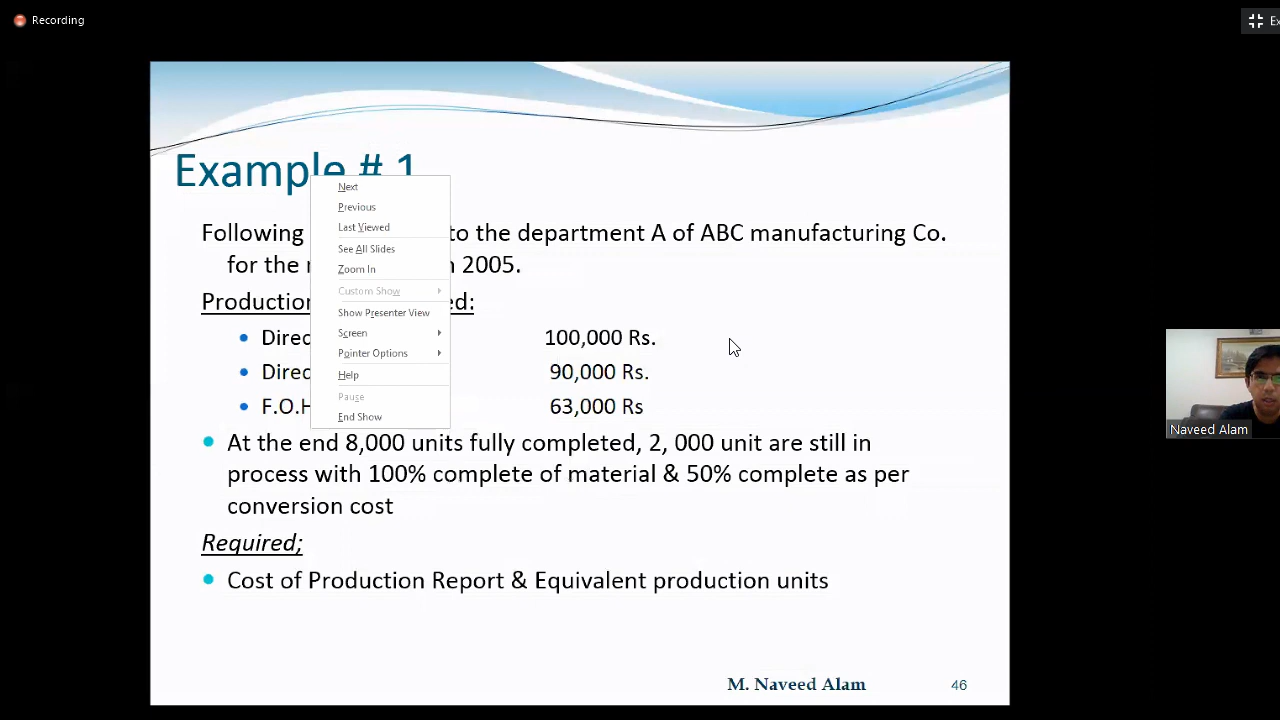 Recording
Ex
Example # 1
Next
Previous
Last Viewed
See All Slides
Zoom In
Custom Show
Show Presenter View
Screen
Pointer Options
Help
Pause
End Show
Following to the department A of ABC manufacturing Co.
for the 2005.
Production
100,000 Rs.
90,000 Rs.
F.O.H 63,000 Rs
At the end 8,000 units fully completed, 2, 000 unit are still in
process with 100% complete of material & 50% complete as per
conversion cost
Required;
Cost of Production Report & Equivalent production units
Naveed Alam
M. Naveed Alam 46